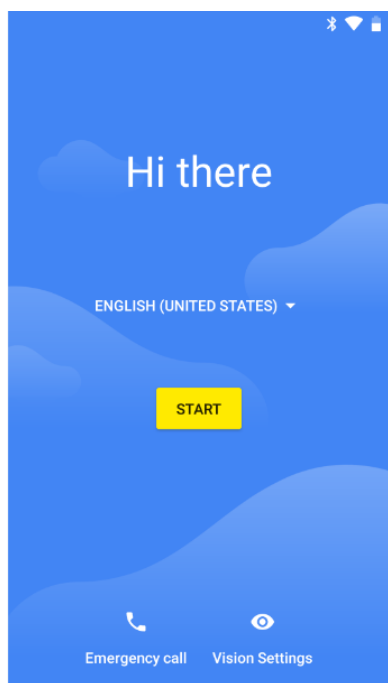 Hi there
ENGLISH (UNITED STATES)
START
Emergency call Vision Settings